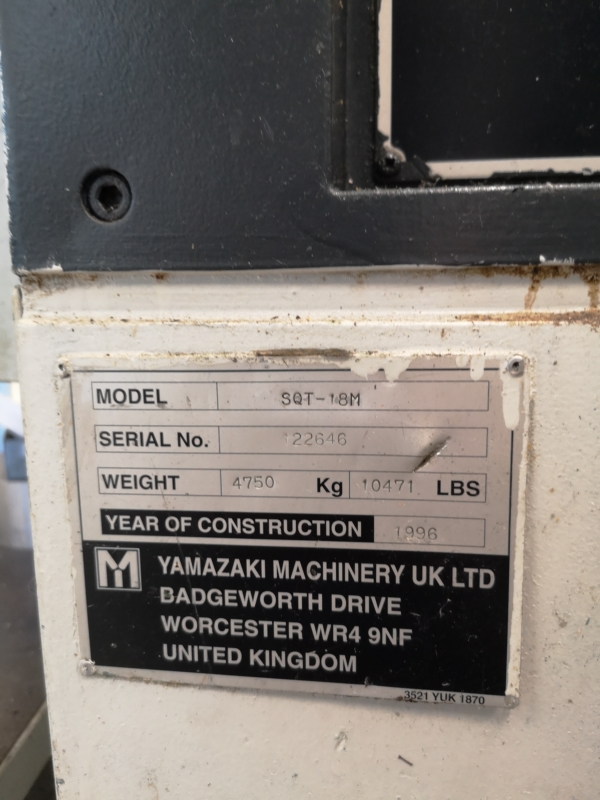 MODEL SQT-18M
SERIAL No. 122646
WEIGHT 4750 Kg 10471 LBS
YEAR OF CONSTRUCTION 1996
YAMAZAKI MACHINERY UK LTD
BADGEWORTH DRIVE
WORCESTER WR4 9NF
UNITED KINGDOM
3521 YUK 1870